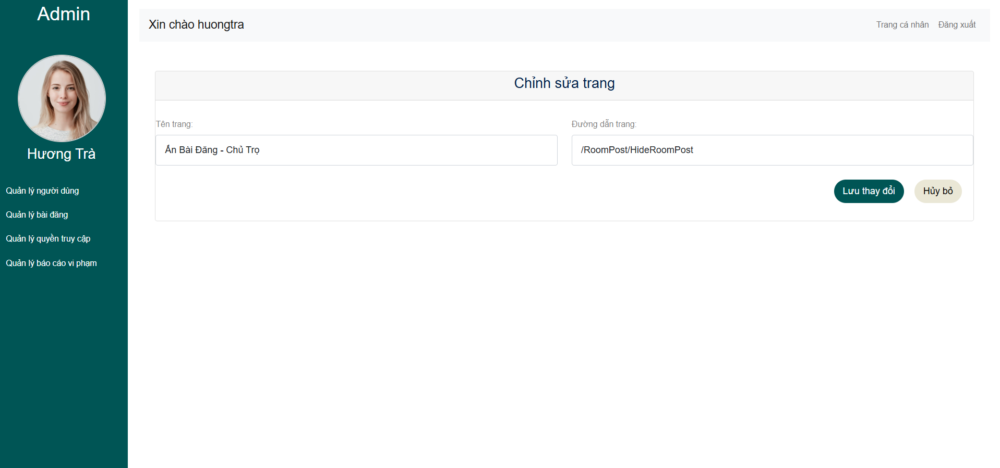 Admin
Hương Trà
Quản lý người dùng
Quản lý bài đăng
Quản lý quyền truy cập
Quản lý báo cáo vi phạm
Xin chào huongtra
Trang cá nhân
Đăng xuất
Chỉnh sửa trang
Tên trang:
Ẩn Bài Đăng - Chủ Trọ
Đường dẫn trang:
/RoomPost/HideRoomPost
Lưu thay đổi
Hủy bỏ